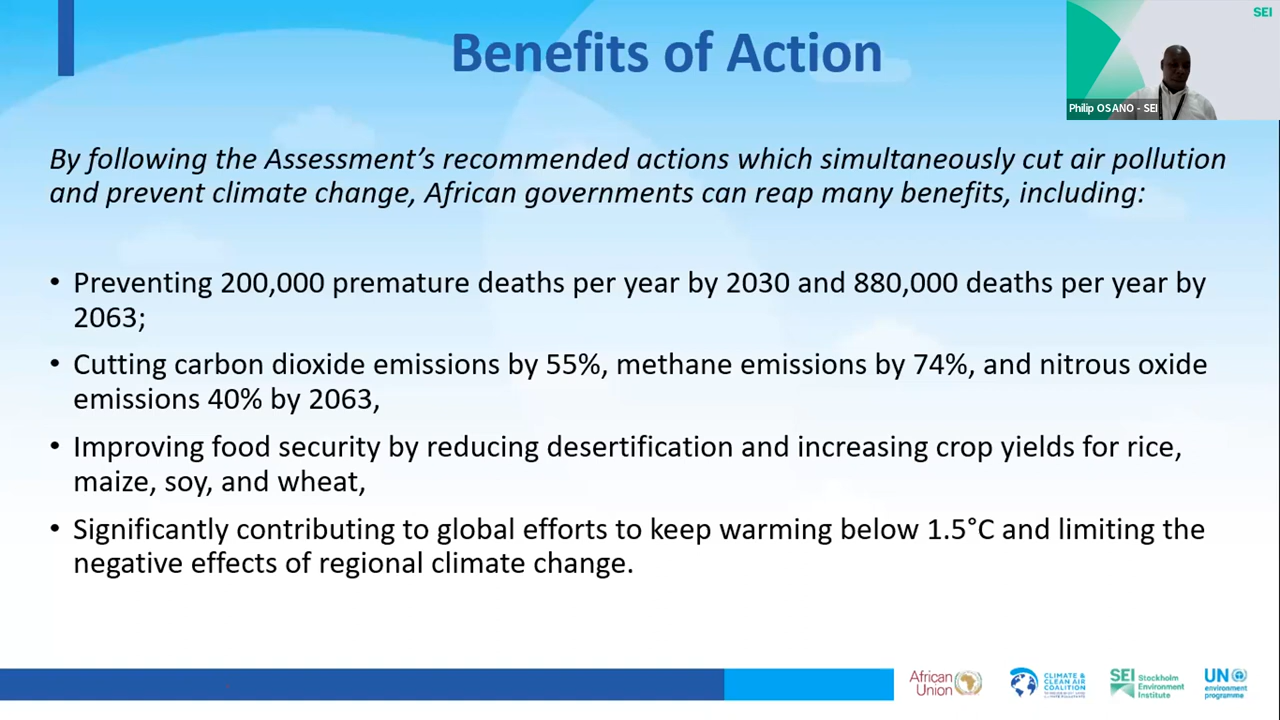 SEI
Benefits of Action
Philip OSANO - SEI
By following the Assessment's recommended actions which simultaneously cut air pollution
and prevent climate change, African governments can reap many benefits, including:
• Preventing 200,000 premature deaths per year by 2030 and 880,000 deaths per year by
2063;
• Cutting carbon dioxide emissions by 55%, methane emissions by 74%, and nitrous oxide
emissions 40% by 2063,
• Improving food security by reducing desertification and increasing crop yields for rice,
maize, soy, and wheat,
• Significantly contributing to global efforts to keep warming below 1.5°C and limiting the
negative effects of regional climate change.
African
Union
CLIMATE &
CLEAN AIR
COALITION
SEI Stockholm
Environment
Institute
UN
environment
programme